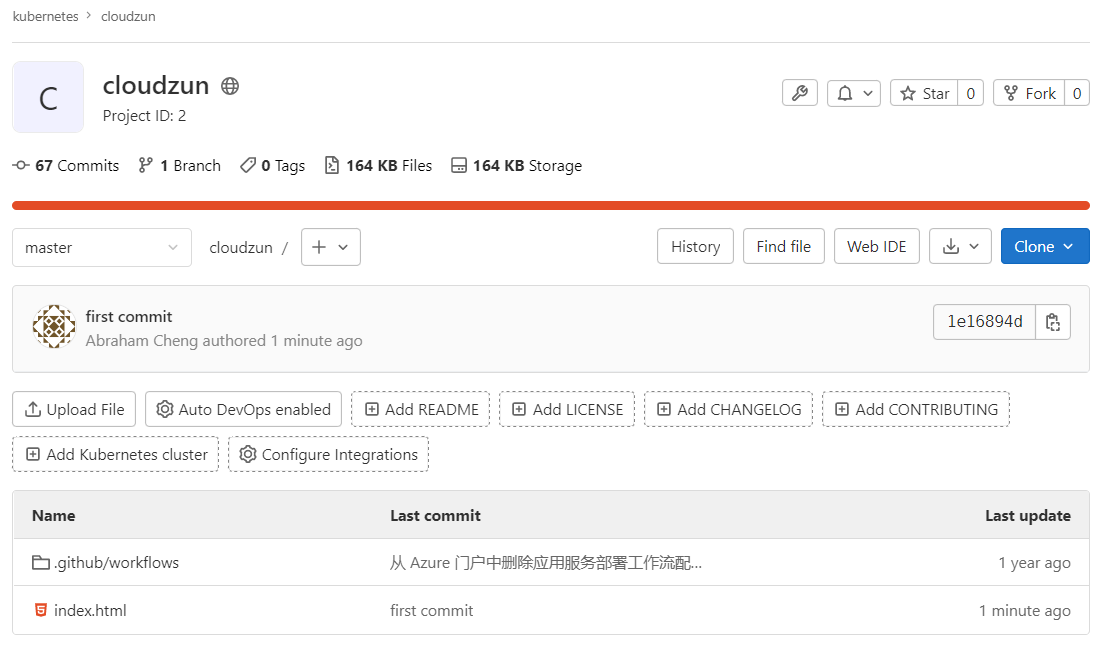 kubernetes > cloudzun
C
cloudzun
Project ID: 2
Star 0 Fork 0
67 Commits 1 Branch 0 Tags 164 KB Files 164 KB Storage
master cloudzun / + History Find file Web IDE Clone
first commit
Abraham Cheng authored 1 minute ago
1e16894d
Upload File Auto DevOps enabled Add README Add LICENSE Add CHANGELOG Add CONTRIBUTING
Add Kubernetes cluster Configure Integrations
Name Last commit Last update
.github/workflows 从 Azure 门户中删除应用服务部署工作流配... 1 year ago
index.html first commit 1 minute ago